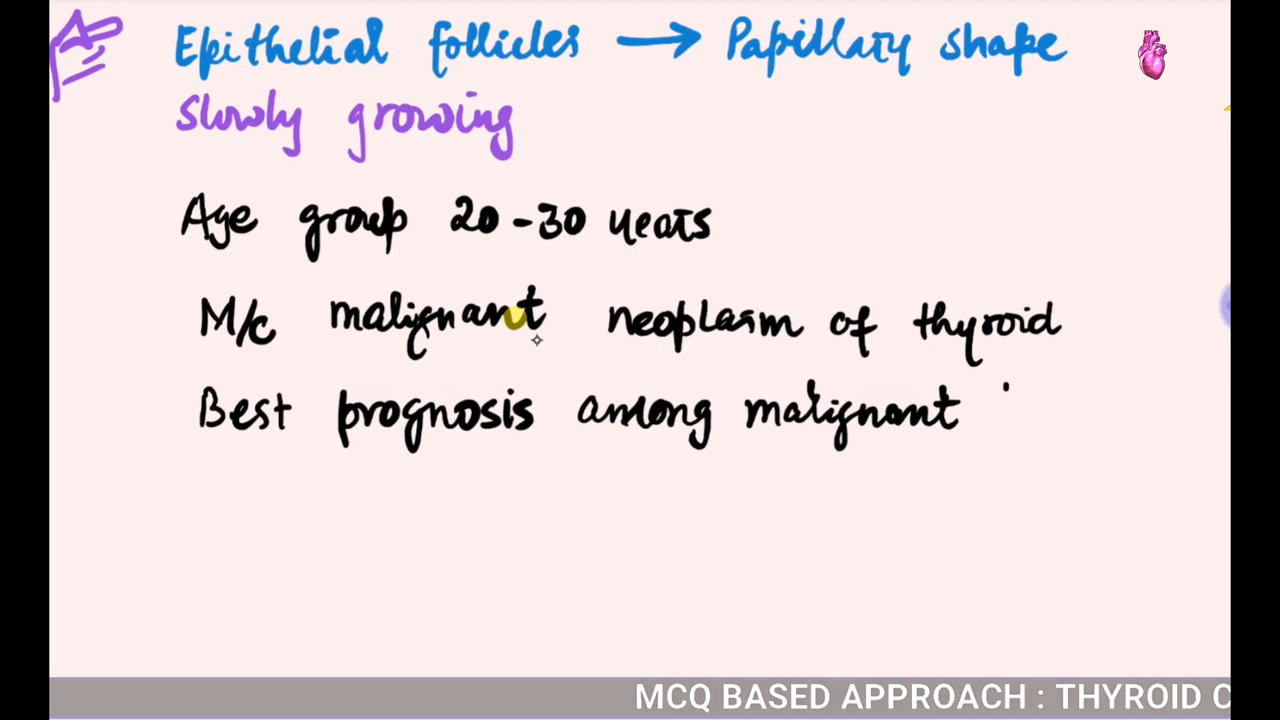 Epithelial follicles → Papillary shape
slowly growing
Age group 20-30 years
M/c malignant neoplasm of thyroid
Best prognosis among malignant
MCQ BASED APPROACH : THYROID C